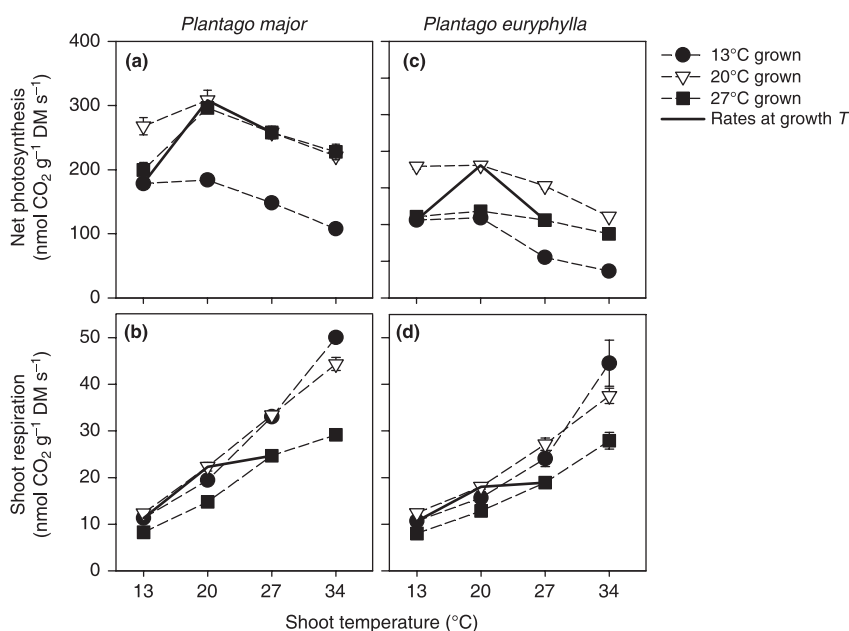 Plantago major
Plantago euryphylla
(a)
(c)
13°C grown
20°C grown
27°C grown
Rates at growth T
Net photosynthesis
(nmol CO₂ g⁻¹ DM s⁻¹)
400
300
200
100
0
(b)
(d)
Shoot respiration
(nmol CO₂ g⁻¹ DM s⁻¹)
50
40
30
20
10
0
13 20 27 34 13 20 27 34
Shoot temperature (°C)